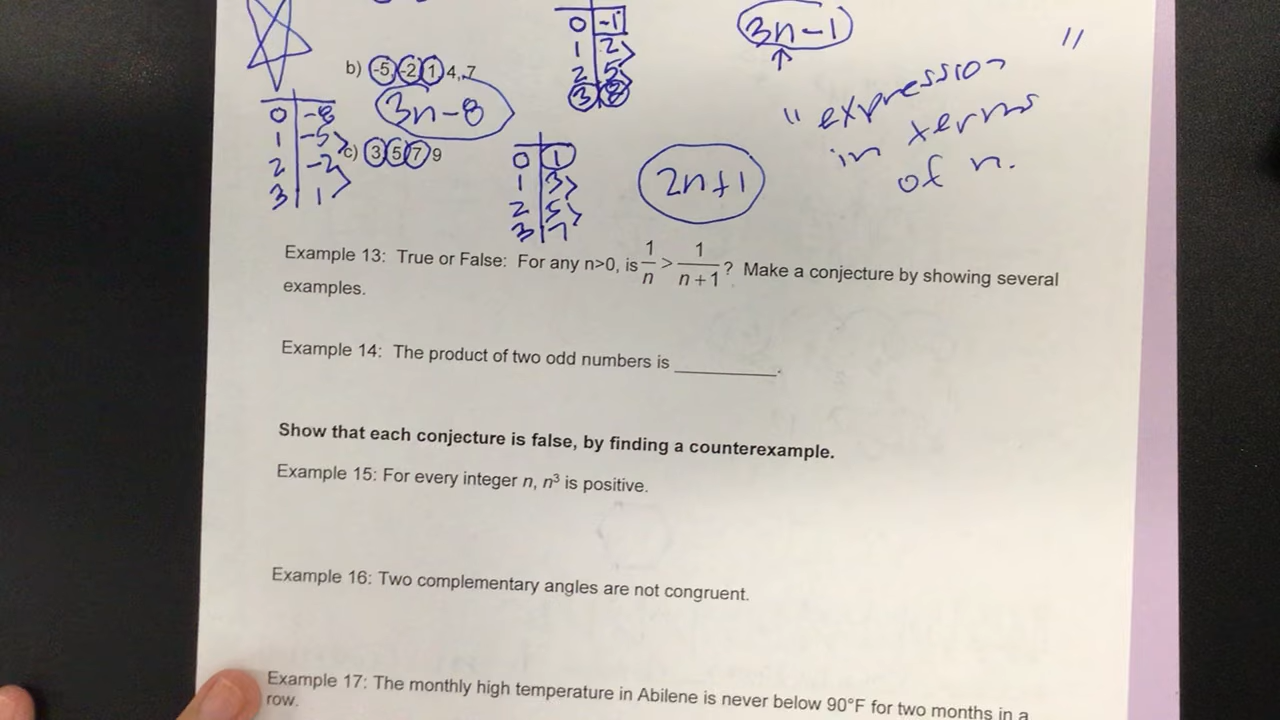 0 -1
1 2
2 5
3 8
3n-1
"expression
in terms
of n."
b) -5, -2, 1 4, 7
3n-8
0 -8
1 -5
2 -2
3 1
c) 3 5 7 9
0 1
1 3
2 5
3 7
2n+1
Example 13: True or False: For any n>0, is 1/n > 1/(n+1)? Make a conjecture by showing several
examples.
Example 14: The product of two odd numbers is __________.
Show that each conjecture is false, by finding a counterexample.
Example 15: For every integer n, n³ is positive.
Example 16: Two complementary angles are not congruent.
Example 17: The monthly high temperature in Abilene is never below 90°F for two months in a
row.